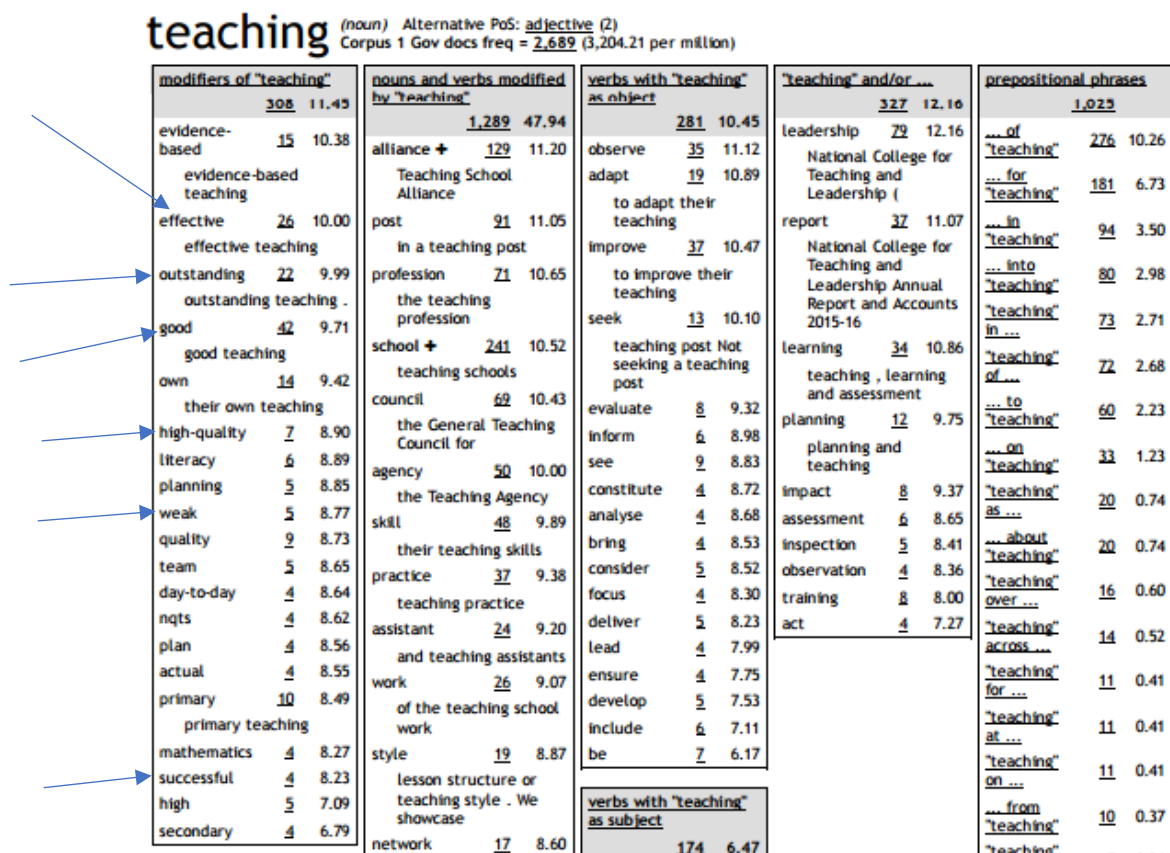 teaching (noun) Alternative PoS: adjective (2)
Corpus 1 Gov docs freq = 2,689 (3,204.21 per million)
modifiers of "teaching"
308 11.45
evidence-
based 15 10.38
evidence-based
teaching
effective 26 10.00
effective teaching
outstanding 22 9.99
outstanding teaching .
good 42 9.71
good teaching
own 14 9.42
their own teaching
high-quality 7 8.90
literacy 6 8.89
planning 5 8.85
weak 5 8.77
quality 9 8.73
team 5 8.65
day-to-day 4 8.64
nqts 4 8.62
plan 4 8.56
actual 4 8.55
primary 10 8.49
primary teaching
mathematics 4 8.27
successful 4 8.23
high 5 7.09
secondary 4 6.79
nouns and verbs modified
by "teaching"
1,289 47.94
alliance + 129 11.20
Teaching School
Alliance
post 91 11.05
in a teaching post
profession 71 10.65
the teaching
profession
school + 241 10.52
teaching schools
council 69 10.43
the General Teaching
Council for
agency 50 10.00
the Teaching Agency
skill 48 9.89
their teaching skills
practice 37 9.38
teaching practice
assistant 24 9.20
and teaching assistants
work 26 9.07
of the teaching school
work
style 19 8.87
lesson structure or
teaching style . We
showcase
network 17 8.60
verbs with "teaching"
as object
281 10.45
observe 35 11.12
adapt 19 10.89
to adapt their
teaching
improve 37 10.47
to improve their
teaching
seek 13 10.10
teaching post Not
seeking a teaching
post
evaluate 8 9.32
inform 6 8.98
see 9 8.83
constitute 4 8.72
analyse 4 8.68
bring 4 8.53
consider 5 8.52
focus 4 8.30
deliver 5 8.23
lead 4 7.99
ensure 4 7.75
develop 5 7.53
include 6 7.11
be 7 6.17
verbs with "teaching"
as subject
174 6.47
"teaching" and/or ...
327 12.16
leadership 79 12.16
National College for
Teaching and
Leadership (
report 37 11.07
National College for
Teaching and
Leadership Annual
Report and Accounts
2015-16
learning 34 10.86
teaching , learning
and assessment
planning 12 9.75
planning and
teaching
impact 8 9.37
assessment 6 8.65
inspection 5 8.41
observation 4 8.36
training 8 8.00
act 4 7.27
prepositional phrases
1,025
... of
"teaching" 276 10.26
... for
"teaching" 181 6.73
... in
"teaching" 94 3.50
... into
"teaching" 80 2.98
"teaching"
in ... 73 2.71
"teaching"
of ... 72 2.68
... to
"teaching" 60 2.23
... on
"teaching" 33 1.23
"teaching"
as ... 20 0.74
... about
"teaching" 20 0.74
"teaching"
over ... 16 0.60
"teaching"
across ... 14 0.52
"teaching"
for ... 11 0.41
"teaching"
at ... 11 0.41
"teaching"
on ... 11 0.41
... from
"teaching" 10 0.37
"teaching"